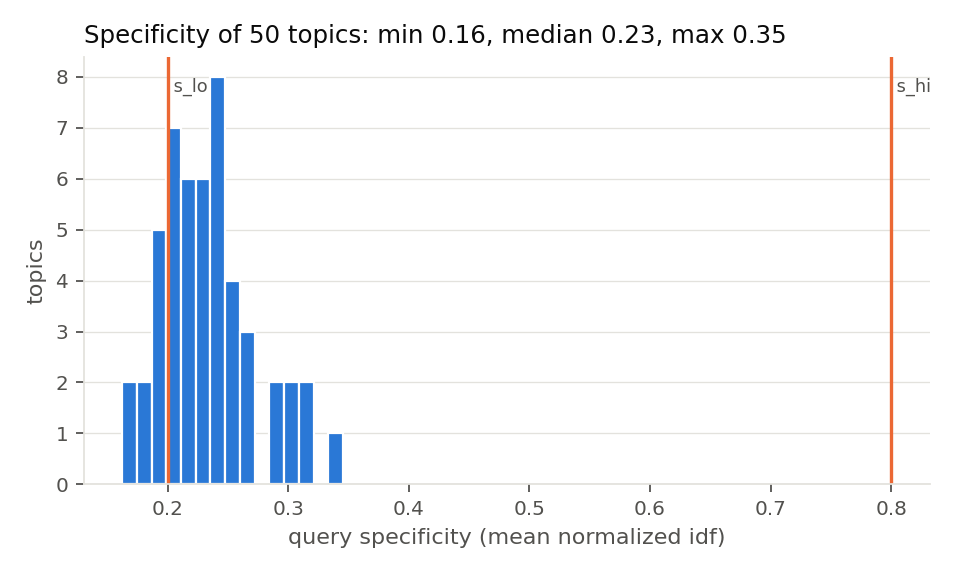 Specificity of 50 topics: min 0.16, median 0.23, max 0.35
s_lo
s_hi
8
7
6
5
4
3
2
1
0
topics
0.2 0.3 0.4 0.5 0.6 0.7 0.8
query specificity (mean normalized idf)